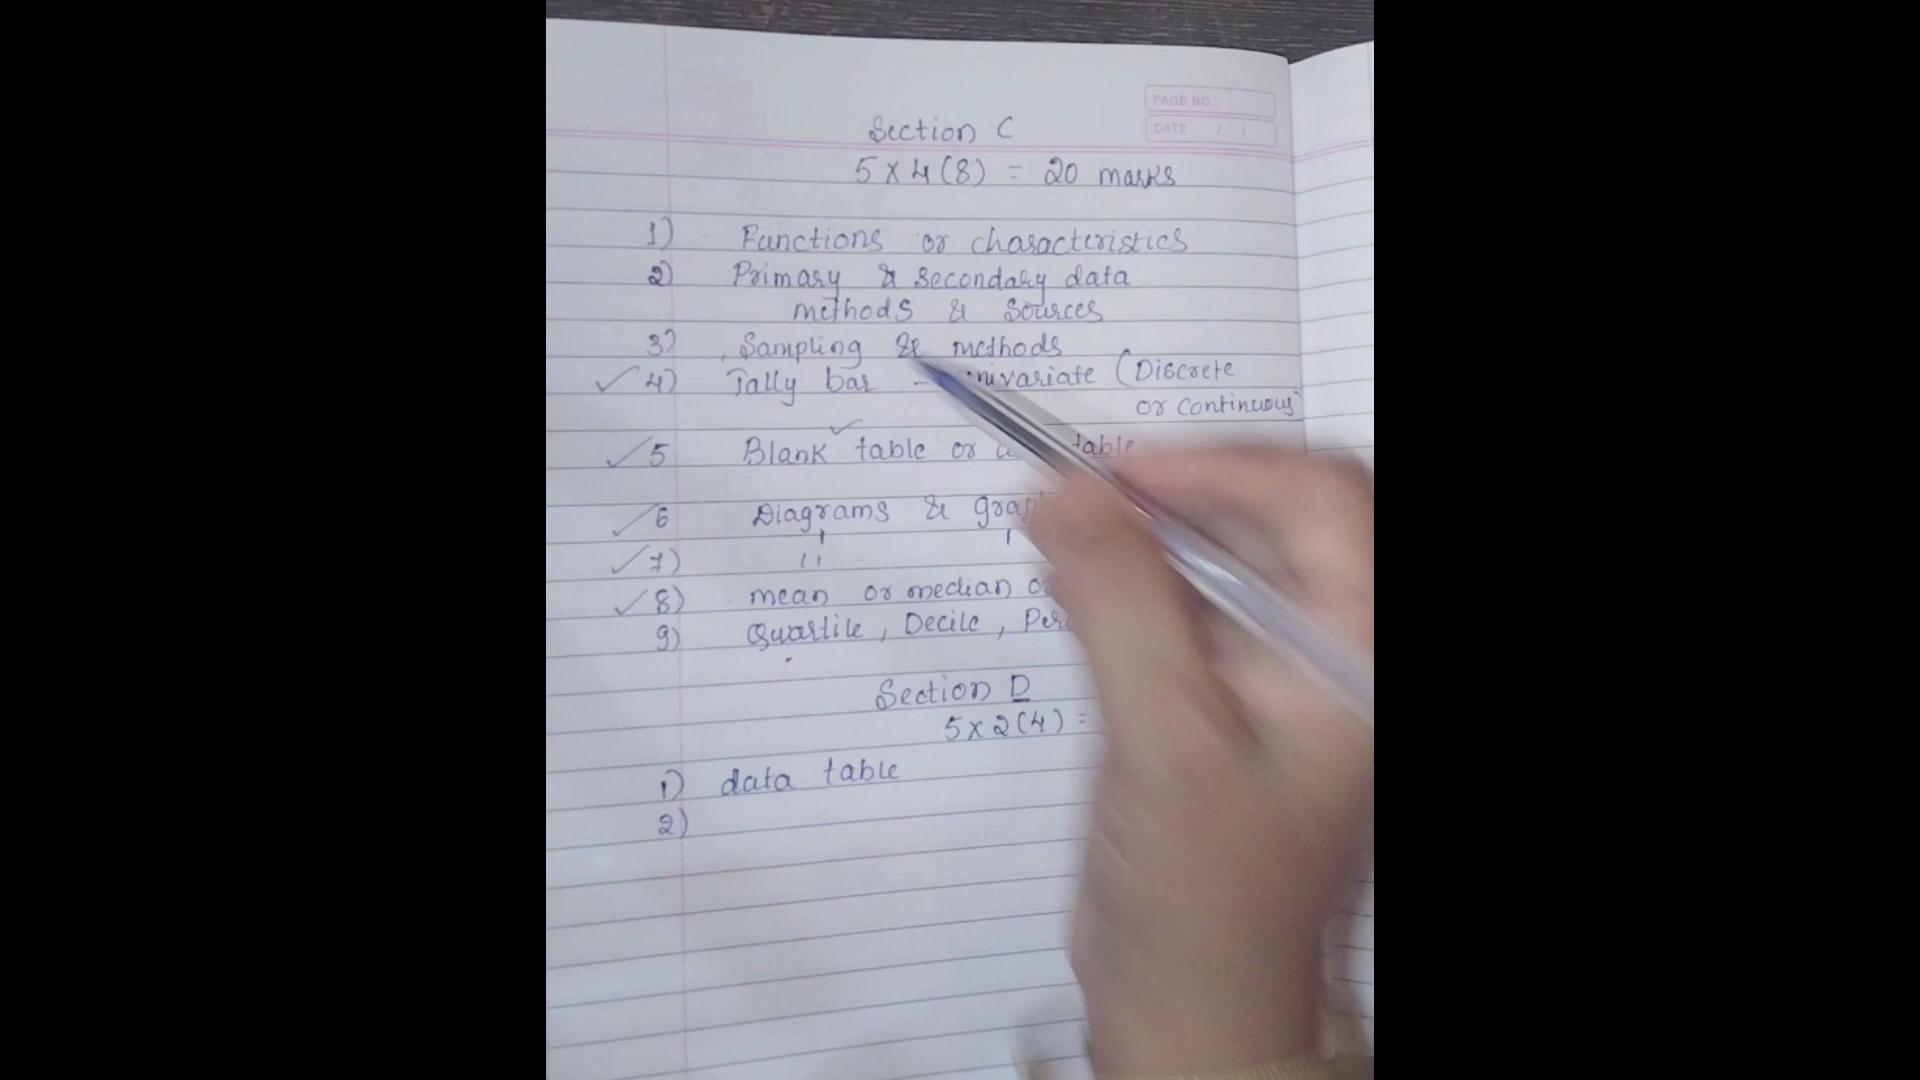 PAGE NO.:
DATE / /
Section C
5 x 4 (8) = 20 marks
1) Functions or characteristics
2) Primary & secondary data
methods & Sources
3) Sampling & methods
4) Tally bar - (Discrete
or continuous)
5 Blank table or table
6 Diagrams &
7) 11
8) mean or median
9) Quartile, Decile,
Section D
5 x 2 (4) =
1) data table
2)